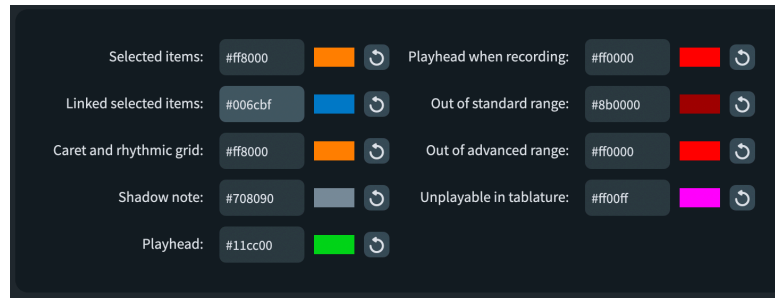 Selected items: #ff8000 Playhead when recording: #ff0000
Linked selected items: #006cbf Out of standard range: #8b0000
Caret and rhythmic grid: #ff8000 Out of advanced range: #ff0000
Shadow note: #708090 Unplayable in tablature: #ff00ff
Playhead: #11cc00